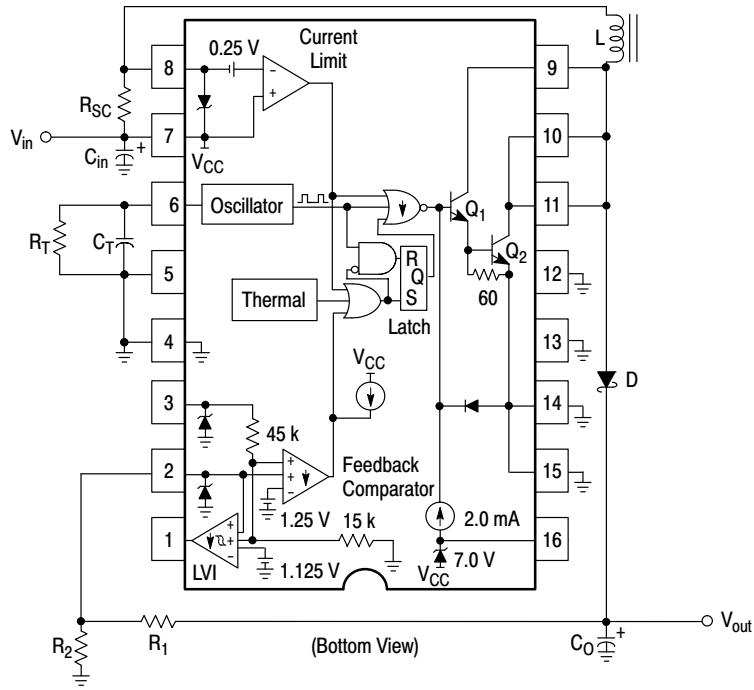 Current
Limit
0.25 V
L
8
9
R_SC
V_in
7
10
C_in +
V_CC
6
Oscillator
Q_1
11
R_T
C_T
Q_2
R
Q
S
5
12
60
Thermal
Latch
4
13
V_CC
3
D
14
45 k
2
Feedback
Comparator
15
+
+
-
1.25 V
2.0 mA
1
15 k
16
+
+
-
7.0 V
LVI
1.125 V
V_CC
V_out
R_2
R_1
(Bottom View)
C_O +